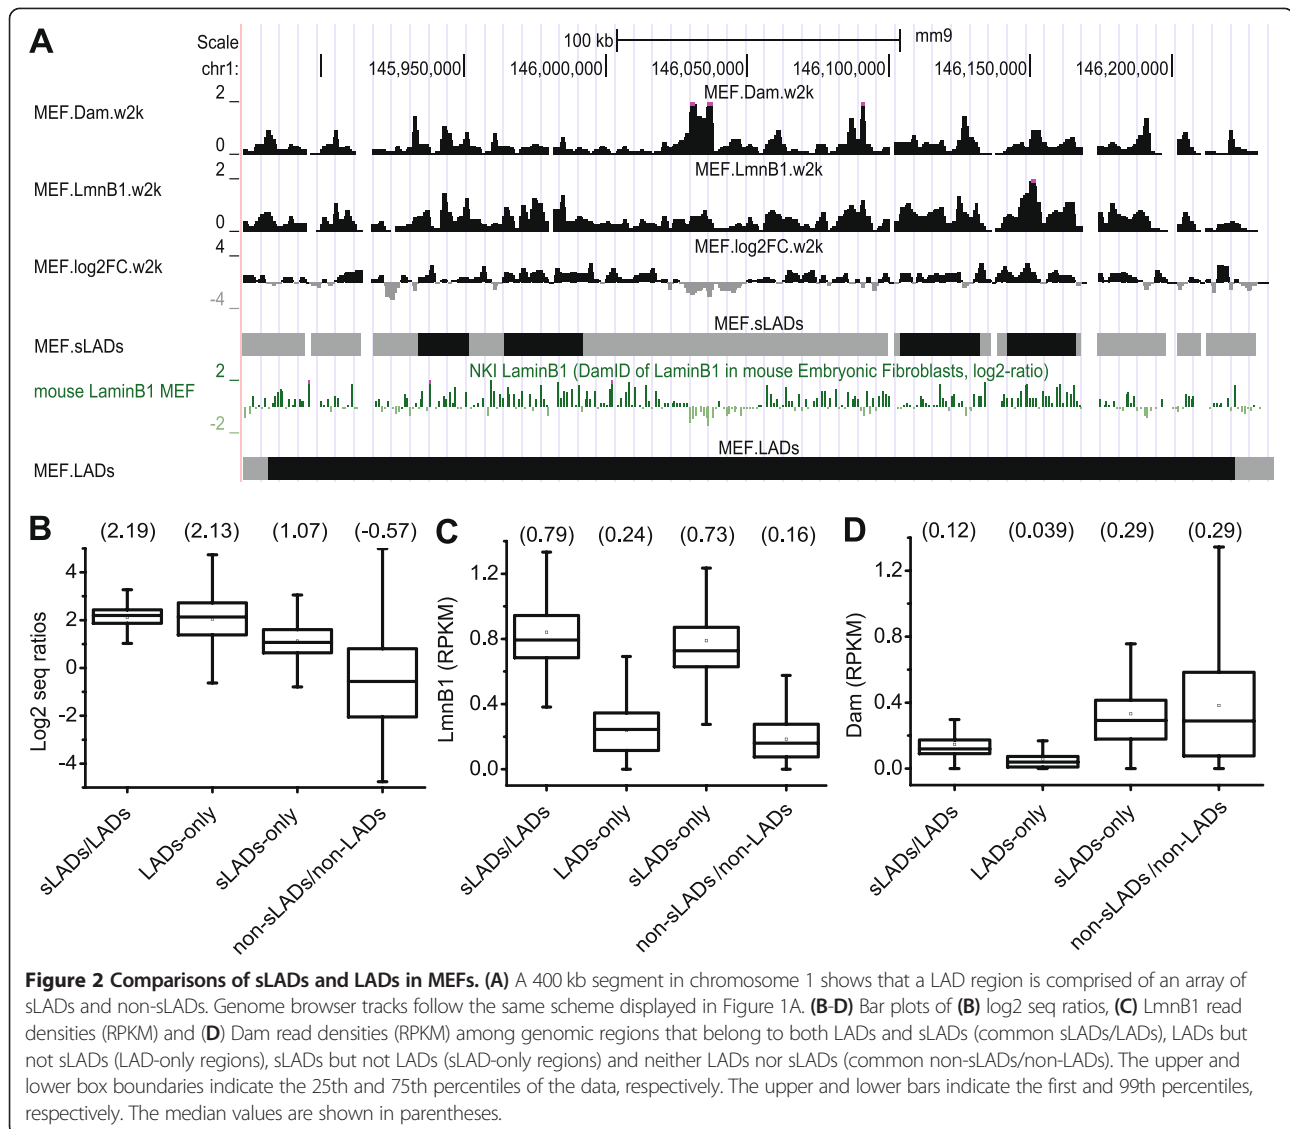 A
Scale
100 kb
mm9
chr1:
145,950,000
146,000,000
146,050,000
146,100,000
146,150,000
146,200,000
MEF.Dam.w2k
2
MEF.Dam.w2k
0
MEF.LmnB1.w2k
2
MEF.LmnB1.w2k
0
MEF.log2FC.w2k
4
MEF.log2FC.w2k
-4
MEF.sLADs
MEF.sLADs
NKI LaminB1 (DamID of LaminB1 in mouse Embryonic Fibroblasts, log2-ratio)
2
mouse LaminB1 MEF
-2
MEF.LADs
MEF.LADs
B
(2.19) (2.13) (1.07) (-0.57)
Log2 seq ratios
4
2
0
-2
-4
sLADs/LADs
LADs-only
sLADs-only
non-sLADs/non-LADs
C
(0.79) (0.24) (0.73) (0.16)
LmnB1 (RPKM)
1.2
0.8
0.4
0.0
sLADs/LADs
LADs-only
sLADs-only
non-sLADs/non-LADs
D
(0.12) (0.039) (0.29) (0.29)
Dam (RPKM)
1.2
0.8
0.4
0.0
sLADs/LADs
LADs-only
sLADs-only
non-sLADs/non-LADs
Figure 2 Comparisons of sLADs and LADs in MEFs. (A) A 400 kb segment in chromosome 1 shows that a LAD region is comprised of an array of
sLADs and non-sLADs. Genome browser tracks follow the same scheme displayed in Figure 1A. (B-D) Bar plots of (B) log2 seq ratios, (C) LmnB1 read
densities (RPKM) and (D) Dam read densities (RPKM) among genomic regions that belong to both LADs and sLADs (common sLADs/LADs), LADs but
not sLADs (LAD-only regions), sLADs but not LADs (sLAD-only regions) and neither LADs nor sLADs (common non-sLADs/non-LADs). The upper and
lower box boundaries indicate the 25th and 75th percentiles of the data, respectively. The upper and lower bars indicate the first and 99th percentiles,
respectively. The median values are shown in parentheses.